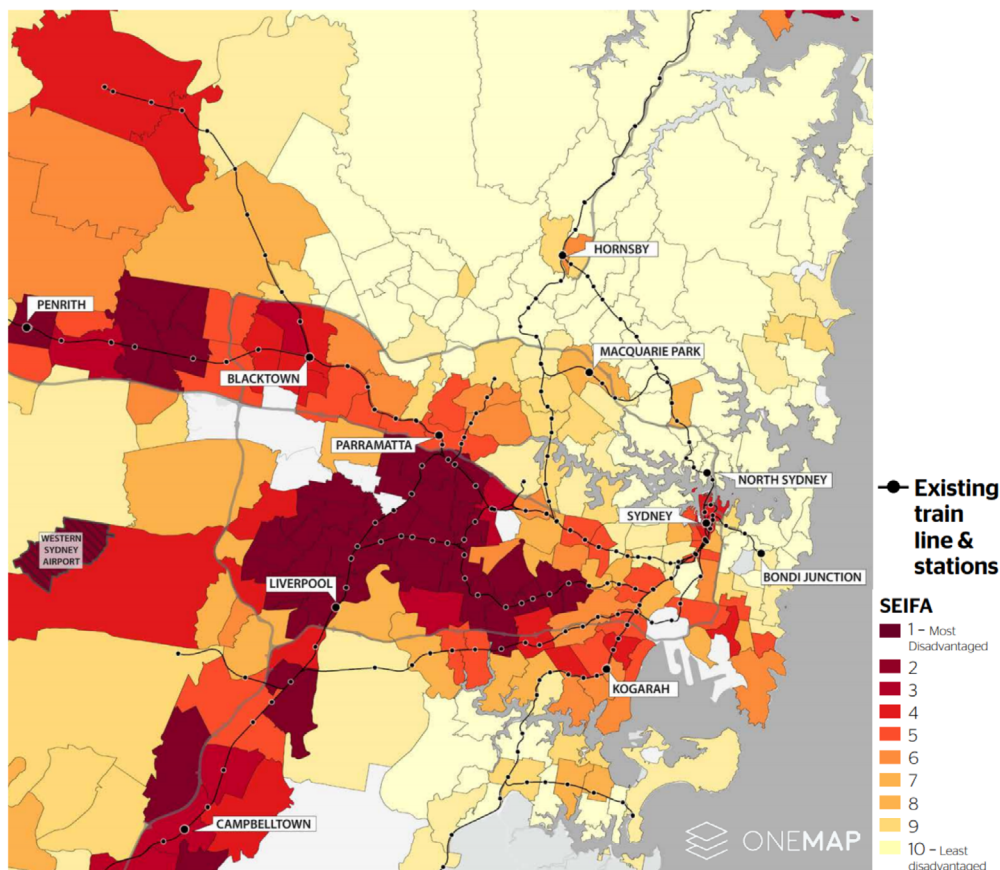 HORNSBY
PENRITH
MACQUARIE PARK
BLACKTOWN
PARRAMATTA
NORTH SYDNEY
SYDNEY
WESTERN
SYDNEY
AIRPORT
BONDI JUNCTION
LIVERPOOL
KOGARAH
CAMPBELLTOWN
ONEMAP
Existing
train
line &
stations
SEIFA
1 - Most
Disadvantaged
2
3
4
5
6
7
8
9
10 - Least
disadvantaged